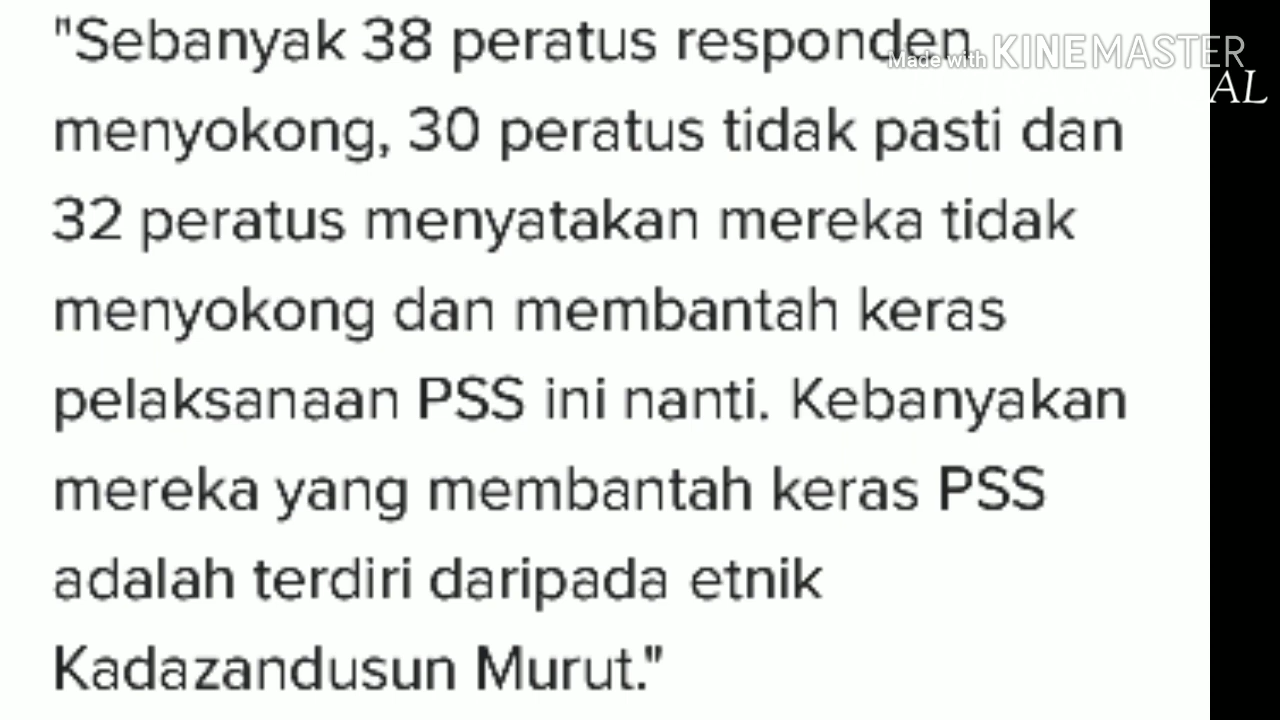 "Sebanyak 38 peratus responden
Made with KINEMASTER
AL
menyokong, 30 peratus tidak pasti dan
32 peratus menyatakan mereka tidak
menyokong dan membantah keras
pelaksanaan PSS ini nanti. Kebanyakan
mereka yang membantah keras PSS
adalah terdiri daripada etnik
Kadazandusun Murut."